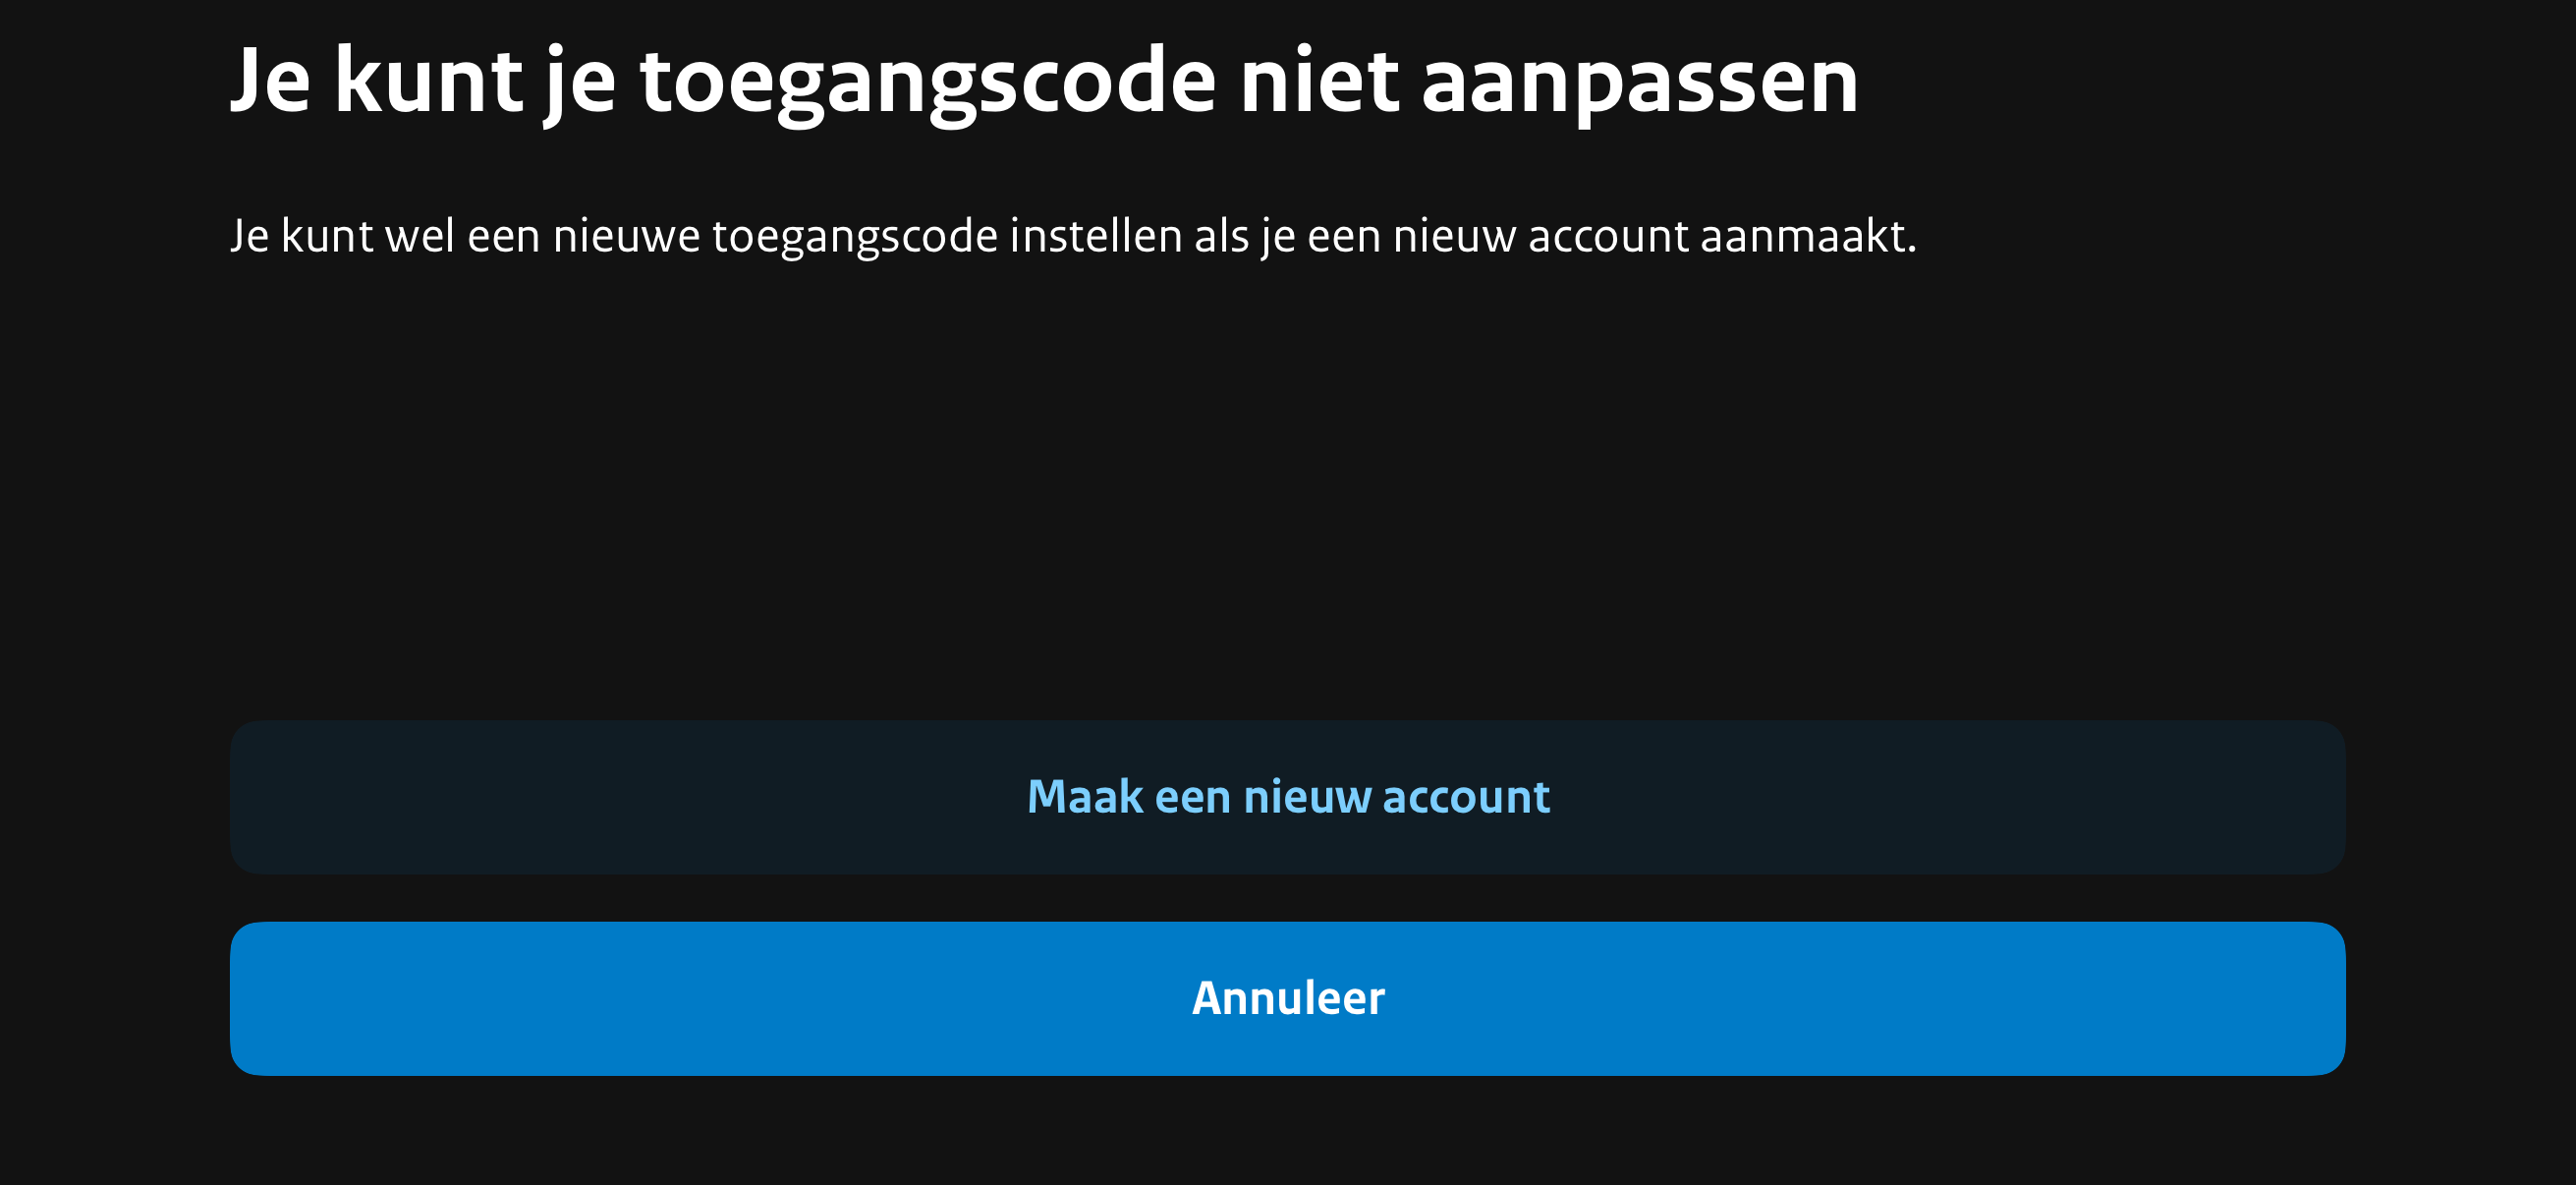 Je kunt je toegangscode niet aanpassen
Je kunt wel een nieuwe toegangscode instellen als je een nieuw account aanmaakt.
Maak een nieuw account
Annuleer